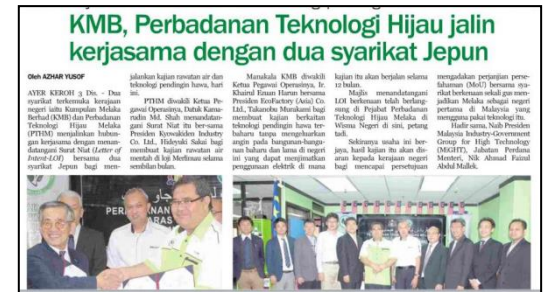 KMB, Perbadanan Teknologi Hijau jalin
kerjasama dengan dua syarikat Jepun
Oleh AZHAR YUSOF
AYER KEROH 3 Dis. - Dua
syarikat terkemuka kerajaan
negeri iaitu Kumpulan Melaka
Berhad (KMB) dan Perbadanan
Teknologi Hijau Melaka
(PTHM) menjalinkan hubun-
gan kerjasama dengan menan-
datangani Surat Niat (Letter of
Intent-LOI) bersama dua
syarikat Jepun bagi men-
jalankan kajian rawatan air dan
teknologi pendingin hawa, hari
ini.
PTHM diwakili Ketua Pe-
gawai Operasinya, Datuk Kama-
rudin Md. Shah menandatan-
gani Surat Niat itu ber-sama
Presiden Kyowakiden Industry
Co. Ltd., Hideyuki Sakai bagi
membuat kajian rawatan air
mentah di loji Merlimau selama
sembilan bulan.
Manakala KMB diwakili
Ketua Pegawai Operasinya, Ir.
Khairul Ezuan Harun bersama
Presiden EcoFactory (Asia) Co.
Ltd., Takanobu Murakami bagi
membuat kajian berkaitan
teknologi pendingin hawa ter-
baharu tanpa mengeluarkan
angin pada bangunan-bangu-
nan baharu dan lama di negeri
ini yang dapat menjimatkan
penggunaan elektrik di mana
kajian itu akan berjalan selama
12 bulan.
Majlis menandatangani
LOI berkenaan telah berlang-
sung di Pejabat Perbadanan
Teknologi Hijau Melaka di
Wisma Negeri di sini, petang
tadi.
Sekiranya usaha ini ber-
jaya, hasil kajian itu akan dis-
aran kepada kerajaan negeri
bagi mencapai persetujuan
mengadakan perjanjian perse-
fahaman (MoU) bersama sya-
rikat berkenaan sekali gus men-
jadikan Melaka sebagai negeri
pertama di Malaysia yang
mengguna pakai teknologi itu.
Hadir sama, Naib Presiden
Malaysia Industry-Government
Group for High Technology
(MiGHT), Jabatan Perdana
Menteri, Nik Ahmad Faizul
Abdul Mallek.